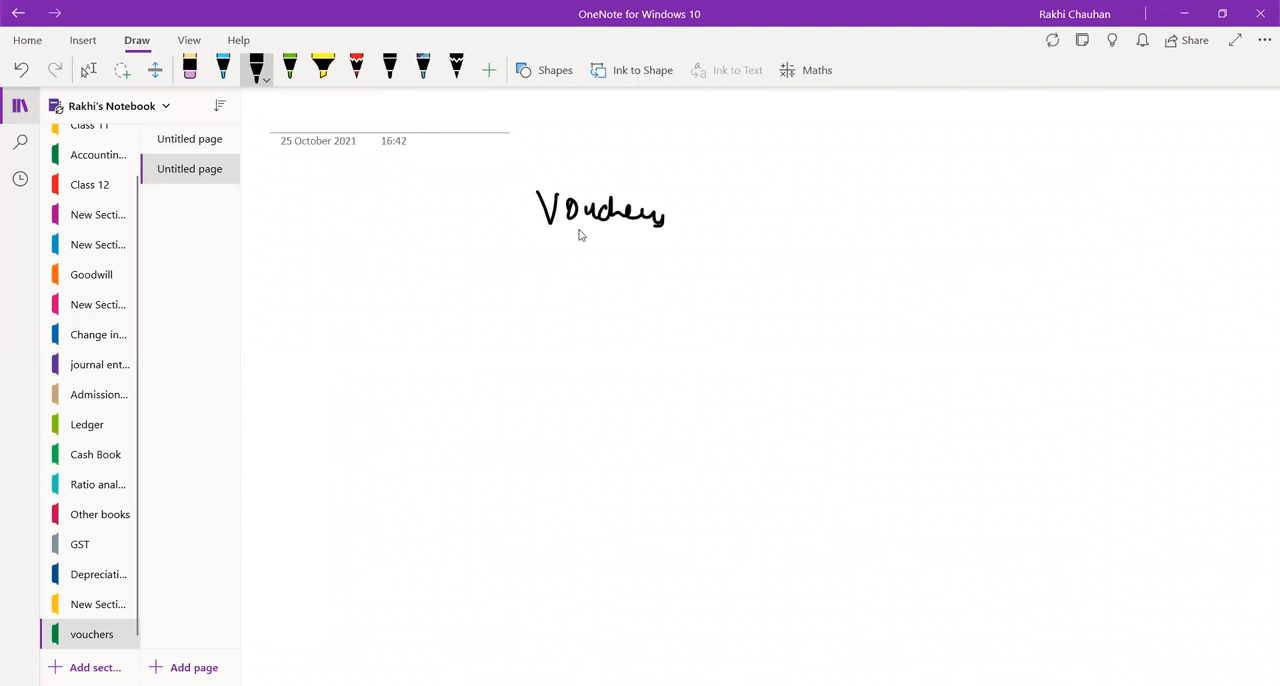 OneNote for Windows 10
Rakhi Chauhan
Home Insert Draw View Help
Share
Shapes Ink to Shape Ink to Text Maths
Rakhi's Notebook
Class 11
Accountin...
Class 12
New Secti...
New Secti...
Goodwill
New Secti...
Change in...
journal ent...
Admission...
Ledger
Cash Book
Ratio anal...
Other books
GST
Depreciati...
New Secti...
vouchers
Add sect...
Untitled page
Untitled page
Add page
25 October 2021 16:42
Vouchers